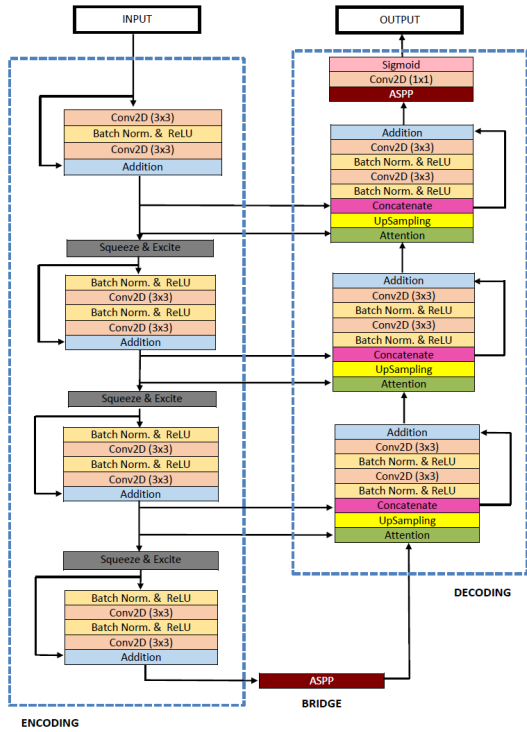 INPUT
Conv2D (3x3)
Batch Norm. & ReLU
Conv2D (3x3)
Addition
Squeeze & Excite
Batch Norm. & ReLU
Conv2D (3x3)
Batch Norm. & ReLU
Conv2D (3x3)
Addition
Squeeze & Excite
Batch Norm. & ReLU
Conv2D (3x3)
Batch Norm. & ReLU
Conv2D (3x3)
Addition
Squeeze & Excite
Batch Norm. & ReLU
Conv2D (3x3)
Batch Norm. & ReLU
Conv2D (3x3)
Addition
ENCODING
ASPP
BRIDGE
OUTPUT
Sigmoid
Conv2D (1x1)
ASPP
Addition
Conv2D (3x3)
Batch Norm. & ReLU
Conv2D (3x3)
Batch Norm. & ReLU
Concatenate
UpSampling
Attention
Addition
Conv2D (3x3)
Batch Norm. & ReLU
Conv2D (3x3)
Batch Norm. & ReLU
Concatenate
UpSampling
Attention
Addition
Conv2D (3x3)
Batch Norm. & ReLU
Conv2D (3x3)
Batch Norm. & ReLU
Concatenate
UpSampling
Attention
DECODING